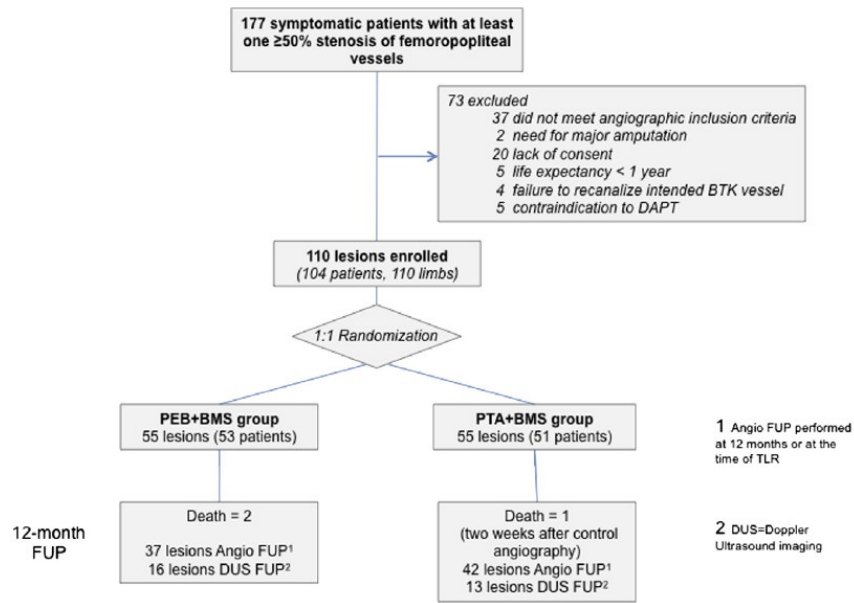 177 symptomatic patients with at least
one ≥50% stenosis of femoropopliteal
vessels
73 excluded
37 did not meet angiographic inclusion criteria
2 need for major amputation
20 lack of consent
5 life expectancy < 1 year
4 failure to recanalize intended BTK vessel
5 contraindication to DAPT
110 lesions enrolled
(104 patients, 110 limbs)
1:1 Randomization
PEB+BMS group
55 lesions (53 patients)
PTA+BMS group
55 lesions (51 patients)
1 Angio FUP performed
at 12 months or at the
time of TLR
12-month
FUP
Death = 2
37 lesions Angio FUP¹
16 lesions DUS FUP²
Death = 1
(two weeks after control
angiography)
42 lesions Angio FUP¹
13 lesions DUS FUP²
2 DUS=Doppler
Ultrasound imaging